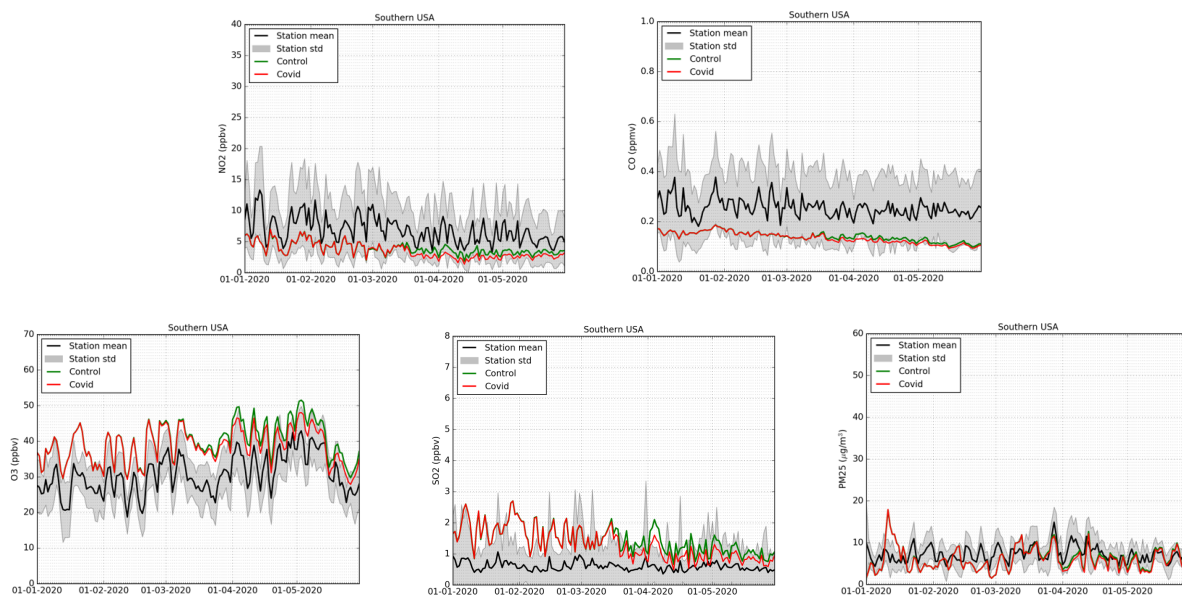 Southern USA
40
35
30
25
20
15
10
5
0
NO2 (ppbv)
Station mean
Station std
Control
Covid
01-01-2020 01-02-2020 01-03-2020 01-04-2020 01-05-2020
Southern USA
1.0
0.8
0.6
0.4
0.2
0.0
CO (ppmv)
Station mean
Station std
Control
Covid
01-01-2020 01-02-2020 01-03-2020 01-04-2020 01-05-2020
Southern USA
70
60
50
40
30
20
10
0
O3 (ppbv)
Station mean
Station std
Control
Covid
01-01-2020 01-02-2020 01-03-2020 01-04-2020 01-05-2020
Southern USA
8
7
6
5
4
3
2
1
0
SO2 (ppbv)
Station mean
Station std
Control
Covid
01-01-2020 01-02-2020 01-03-2020 01-04-2020 01-05-2020
Southern USA
60
50
40
30
20
10
0
PM25 (μg/m³)
Station mean
Station std
Control
Covid
01-01-2020 01-02-2020 01-03-2020 01-04-2020 01-05-2020